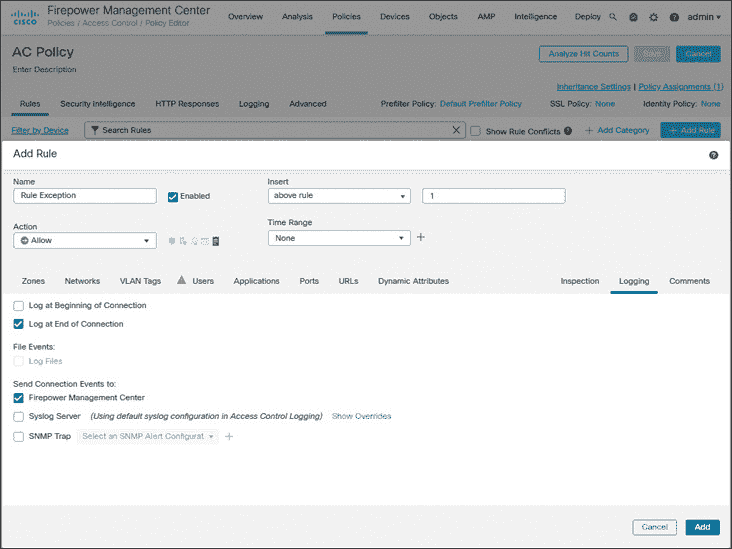 CISCO
Firepower Management Center
Policies / Access Control / Policy Editor
Overview Analysis Policies Devices Objects AMP Intelligence Deploy admin
AC Policy
Enter Description
Analyze Hit Counts Save Cancel
Inheritance Settings | Policy Assignments (1)
Rules Security Intelligence HTTP Responses Logging Advanced Prefilter Policy: Default Prefilter Policy SSL Policy: None Identity Policy: None
Filter by Device Search Rules Show Rule Conflicts + Add Category + Add Rule
Add Rule
Name Insert
Rule Exception Enabled above rule 1
Action Time Range
Allow None
Zones Networks VLAN Tags Users Applications Ports URLs Dynamic Attributes Inspection Logging Comments
Log at Beginning of Connection
Log at End of Connection
File Events:
Log Files
Send Connection Events to:
Firepower Management Center
Syslog Server (Using default syslog configuration in Access Control Logging) Show Overrides
SNMP Trap Select an SNMP Alert Configurat
Cancel Add